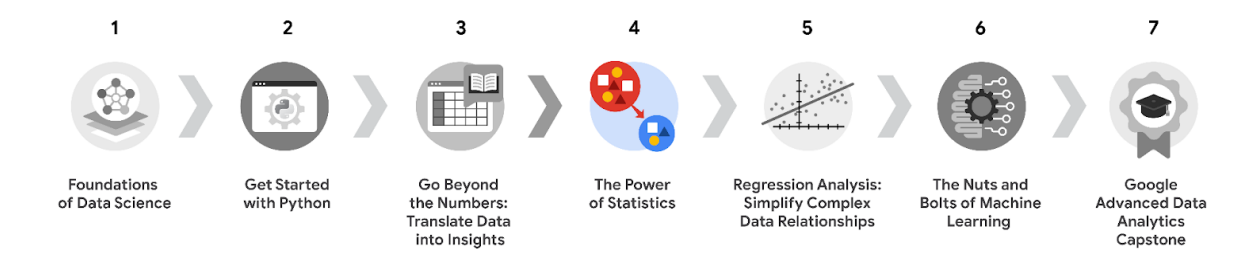 1
2
3
4
5
6
7
Foundations
of Data Science
Get Started
with Python
Go Beyond
the Numbers:
Translate Data
into Insights
The Power
of Statistics
Regression Analysis:
Simplify Complex
Data Relationships
The Nuts and
Bolts of Machine
Learning
Google
Advanced Data
Analytics
Capstone